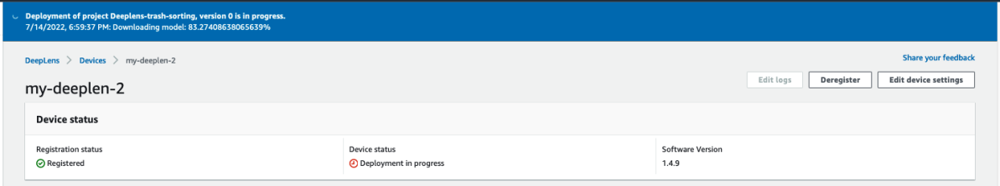 Deployment of project Deeplens-trash-sorting, version 0 is in progress.
7/14/2022, 6:59:37 PM: Downloading model: 83.27408638065639%
DeepLens > Devices > my-deeplen-2
Share your feedback
my-deeplen-2
Edit logs Deregister Edit device settings
Device status
Registration status Device status Software Version
Registered Deployment in progress 1.4.9